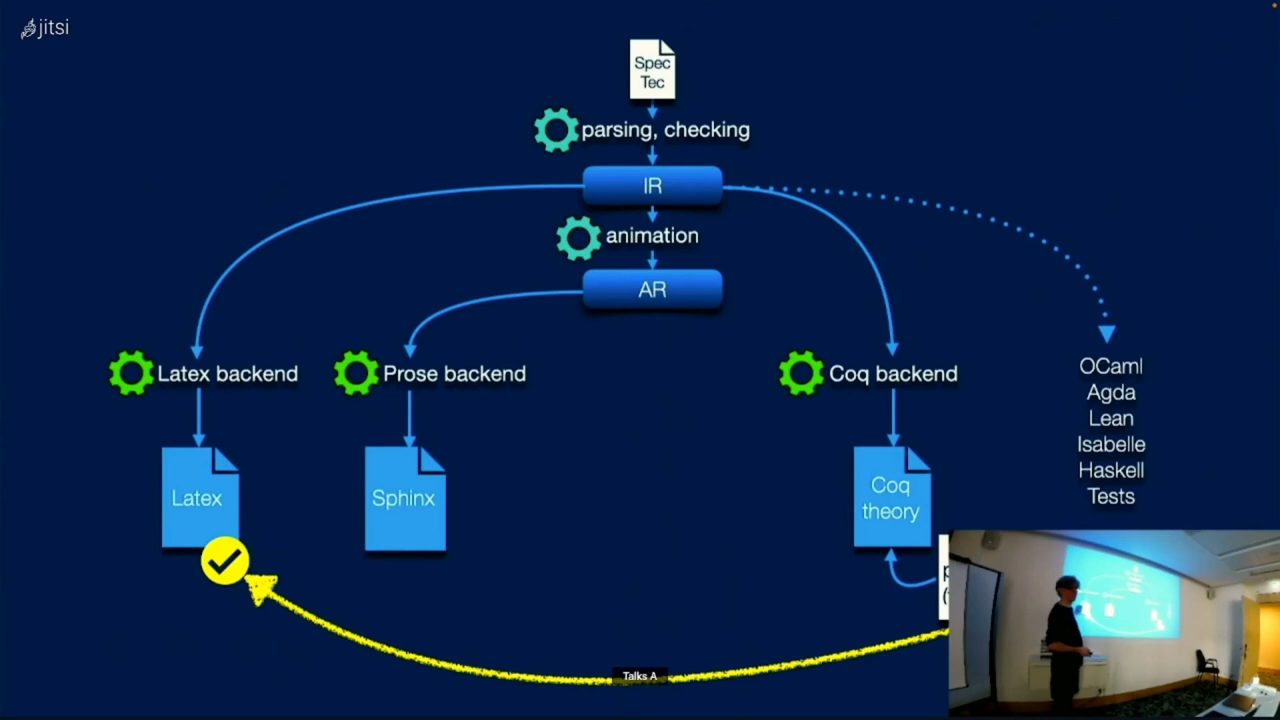 jitsi
Spec
Tec
parsing, checking
IR
animation
AR
Latex backend
Prose backend
Coq backend
OCaml
Agda
Lean
Isabelle
Haskell
Tests
Latex
Sphinx
Coq
theory
Talks A